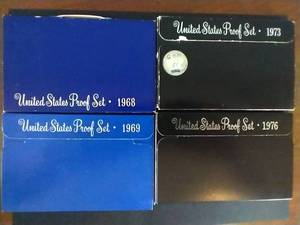 United States Proof Set · 1968
United States Proof Set · 1973
United States Proof Set · 1969
United States Proof Set · 1976